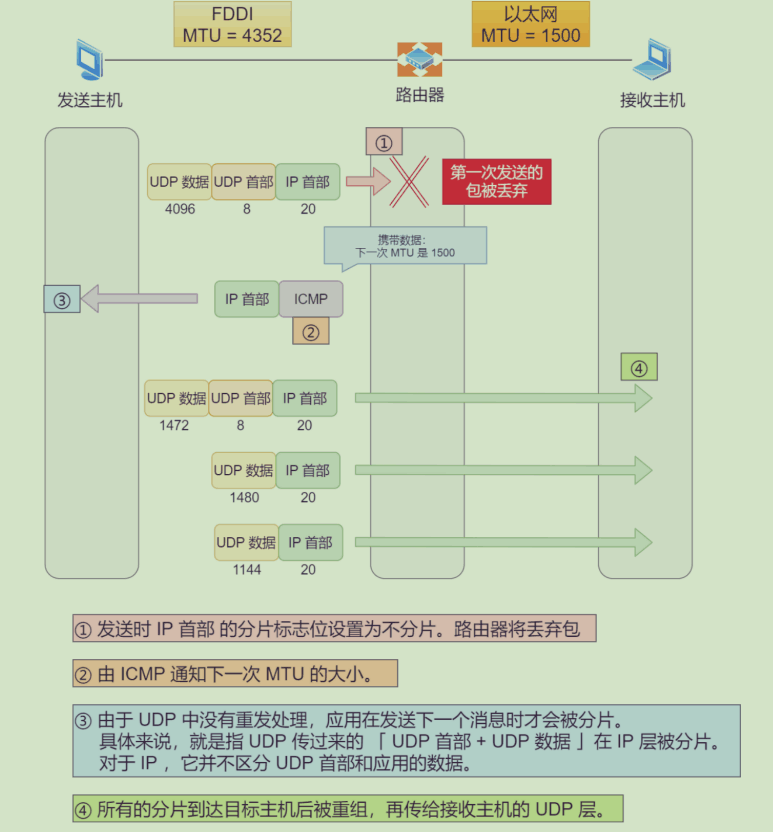 FDDI
MTU = 4352
以太网
MTU = 1500
发送主机
路由器
接收主机
①
UDP 数据 UDP 首部 IP 首部
4096 8 20
第一次发送的
包被丢弃
携带数据:
下一次 MTU 是 1500
③
IP 首部 ICMP
②
④
UDP 数据 UDP 首部 IP 首部
1472 8 20
UDP 数据 IP 首部
1480 20
UDP 数据 IP 首部
1144 20
① 发送时 IP 首部 的分片标志位设置为不分片。路由器将丢弃包
② 由 ICMP 通知下一次 MTU 的大小。
③ 由于 UDP 中没有重发处理，应用在发送下一个消息时才会被分片。
具体来说，就是指 UDP 传过来的 「 UDP 首部 + UDP 数据 」在 IP 层被分片。
对于 IP ，它并不区分 UDP 首部和应用的数据。
④ 所有的分片到达目标主机后被重组，再传给接收主机的 UDP 层。